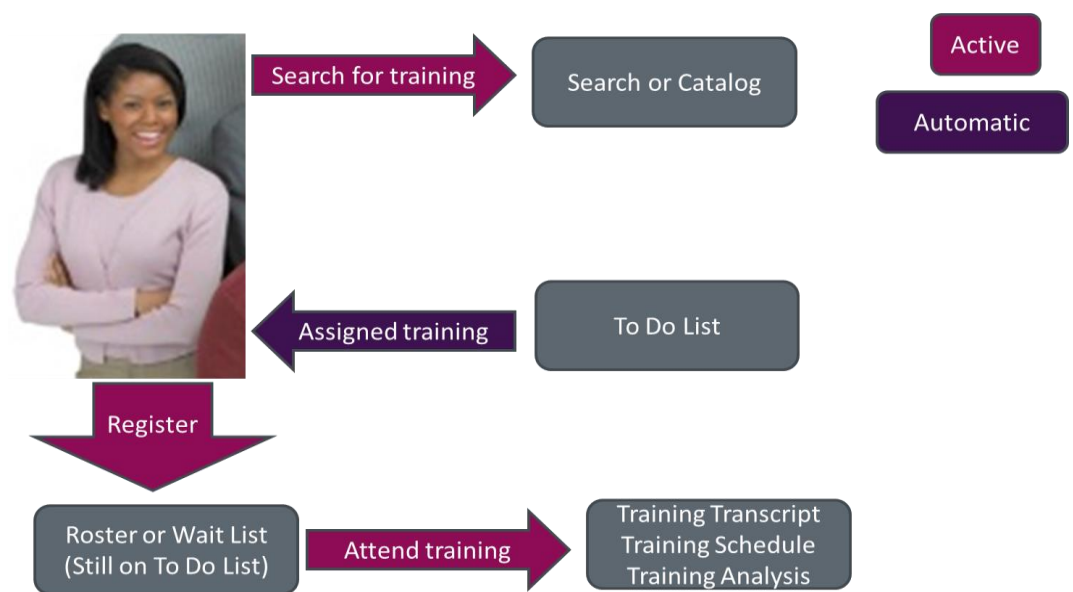 Search for training
Search or Catalog
Active
Automatic
Assigned training
To Do List
Register
Roster or Wait List
(Still on To Do List)
Attend training
Training Transcript
Training Schedule
Training Analysis